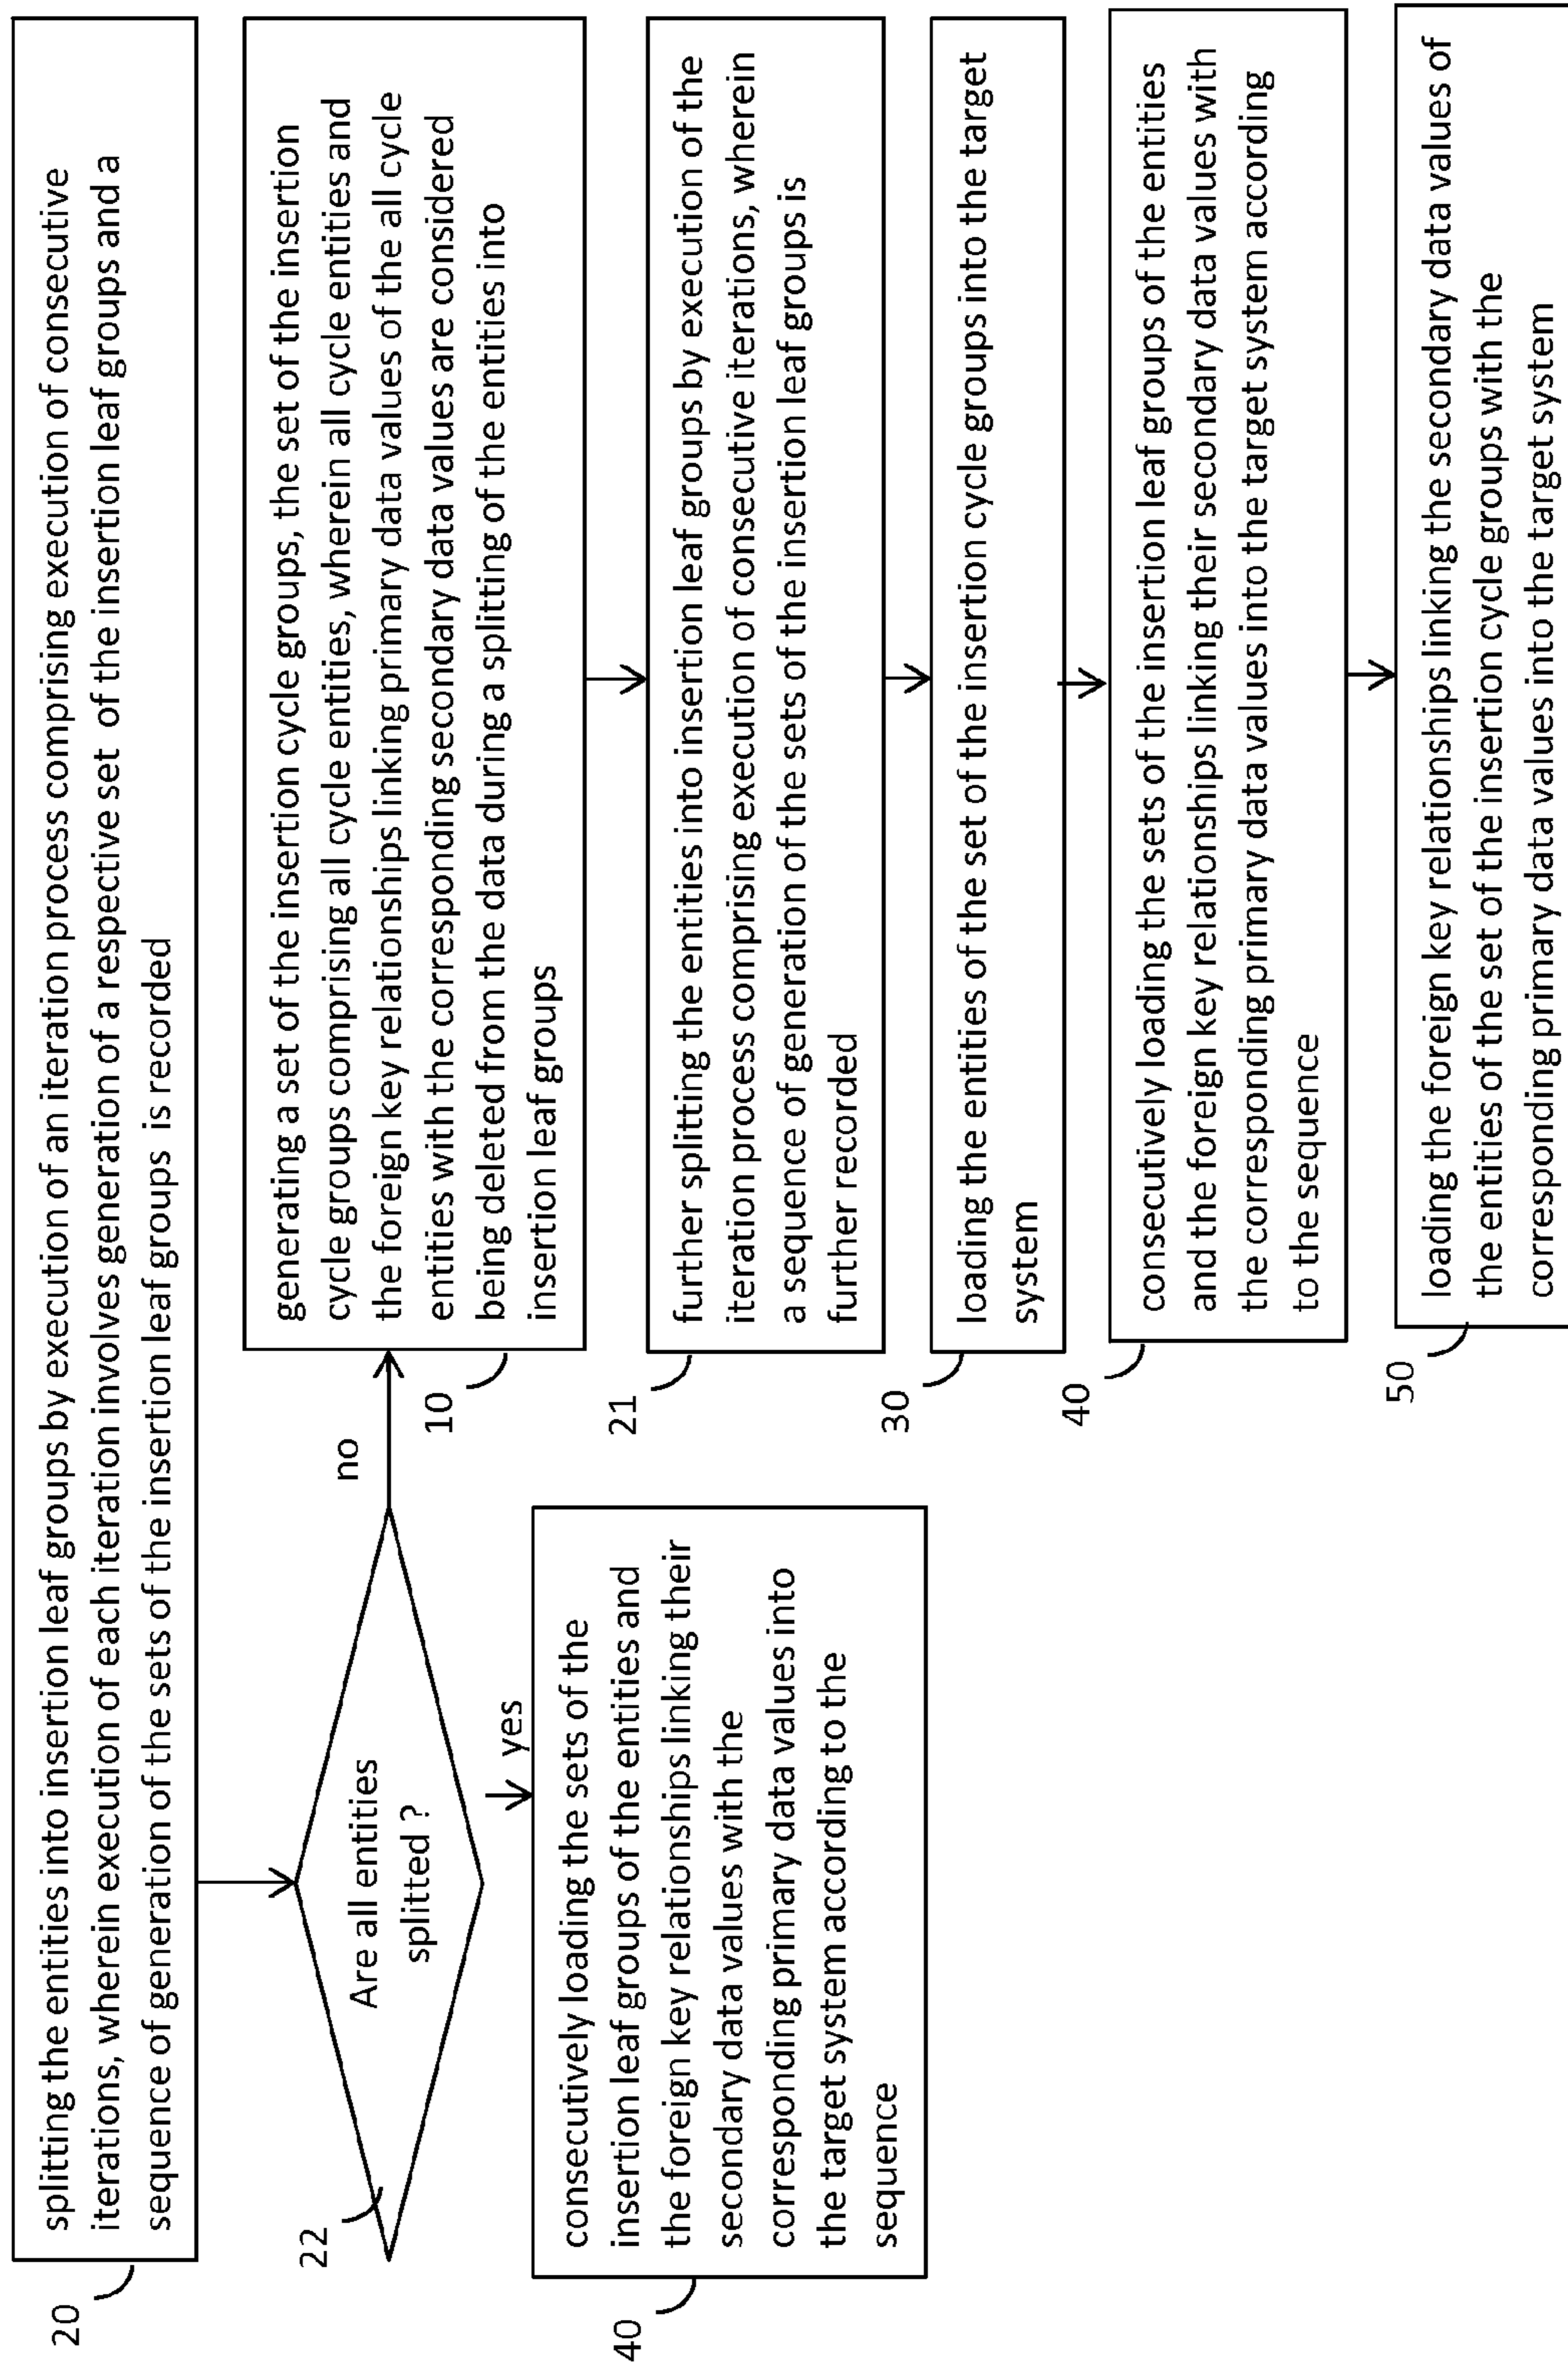 20
splitting the entities into insertion leaf groups by execution of an iteration process comprising execution of consecutive
iterations, wherein execution of each iteration involves generation of a respective set of the insertion leaf groups and a
sequence of generation of the sets of the insertion leaf groups is recorded
22
Are all entities
splitted ?
yes
no
40
consecutively loading the sets of the
insertion leaf groups of the entities and
the foreign key relationships linking their
secondary data values with the
corresponding primary data values into
the target system according to the
sequence
10
generating a set of the insertion cycle groups, the set of the insertion
cycle groups comprising all cycle entities, wherein all cycle entities and
the foreign key relationships linking primary data values of the all cycle
entities with the corresponding secondary data values are considered
being deleted from the data during a splitting of the entities into
insertion leaf groups
21
further splitting the entities into insertion leaf groups by execution of the
iteration process comprising execution of consecutive iterations, wherein
a sequence of generation of the sets of the insertion leaf groups is
further recorded
30
loading the entities of the set of the insertion cycle groups into the target
system
40
consecutively loading the sets of the insertion leaf groups of the entities
and the foreign key relationships linking their secondary data values with
the corresponding primary data values into the target system according
to the sequence
50
loading the foreign key relationships linking the secondary data values of
the entities of the set of the insertion cycle groups with the
corresponding primary data values into the target system